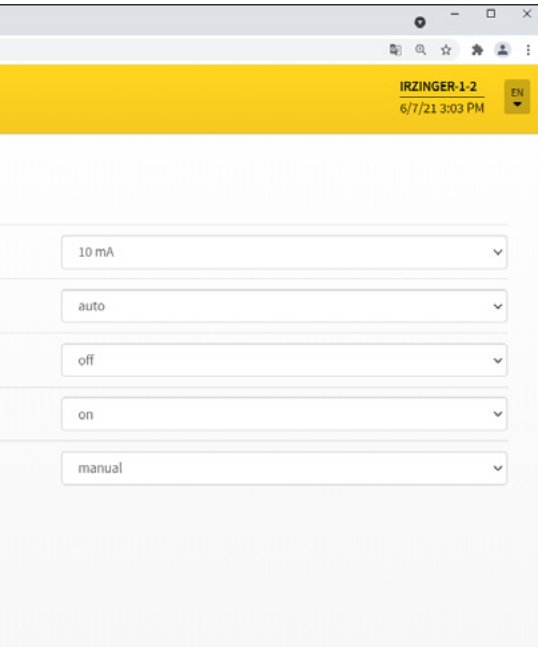 IRZINGER-1-2
6/7/21 3:03 PM
EN
10 mA
auto
off
on
manual